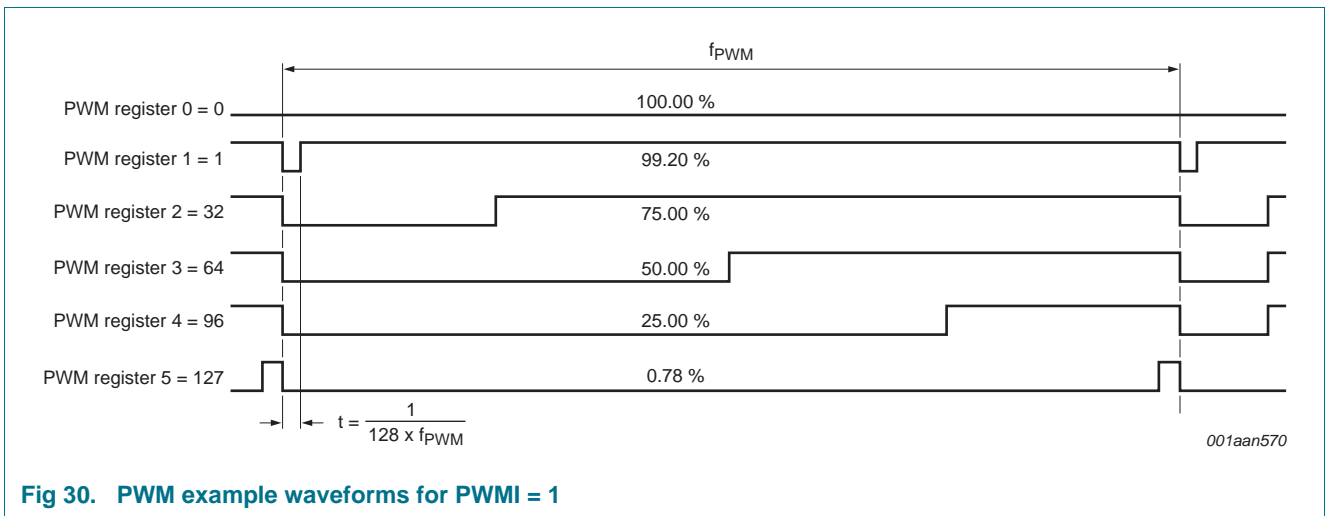 fPWM
PWM register 0 = 0
100.00 %
PWM register 1 = 1
99.20 %
PWM register 2 = 32
75.00 %
PWM register 3 = 64
50.00 %
PWM register 4 = 96
25.00 %
PWM register 5 = 127
0.78 %
t = 1
128 x fPWM
001aan570
Fig 30. PWM example waveforms for PWMI = 1